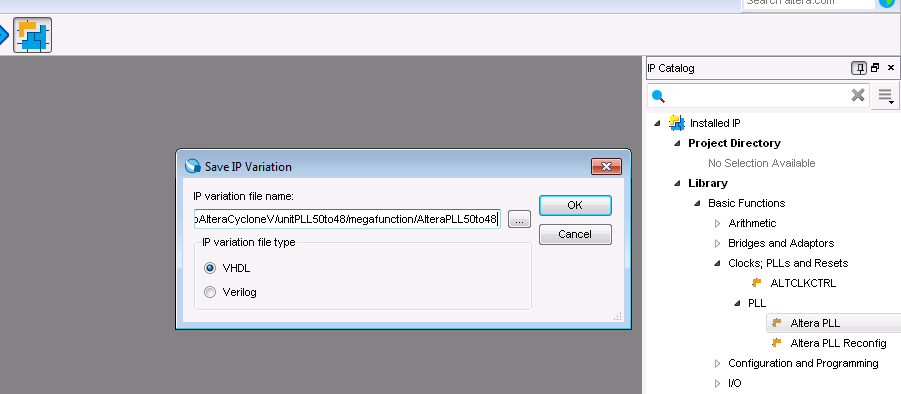 Search altera.com
IP Catalog
Installed IP
Project Directory
No Selection Available
Library
Basic Functions
Arithmetic
Bridges and Adaptors
Clocks; PLLs and Resets
ALTCLKCTRL
PLL
Altera PLL
Altera PLL Reconfig
Configuration and Programming
I/O
Save IP Variation
IP variation file name:
oAlteraCycloneV/unitPLL50to48/megafunction/AlteraPLL50to48
...
OK
Cancel
IP variation file type
VHDL
Verilog